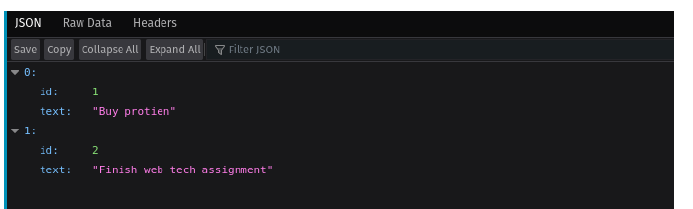 JSON Raw Data Headers
Save Copy Collapse All Expand All Filter JSON
0:
id: 1
text: "Buy protien"
1:
id: 2
text: "Finish web tech assignment"